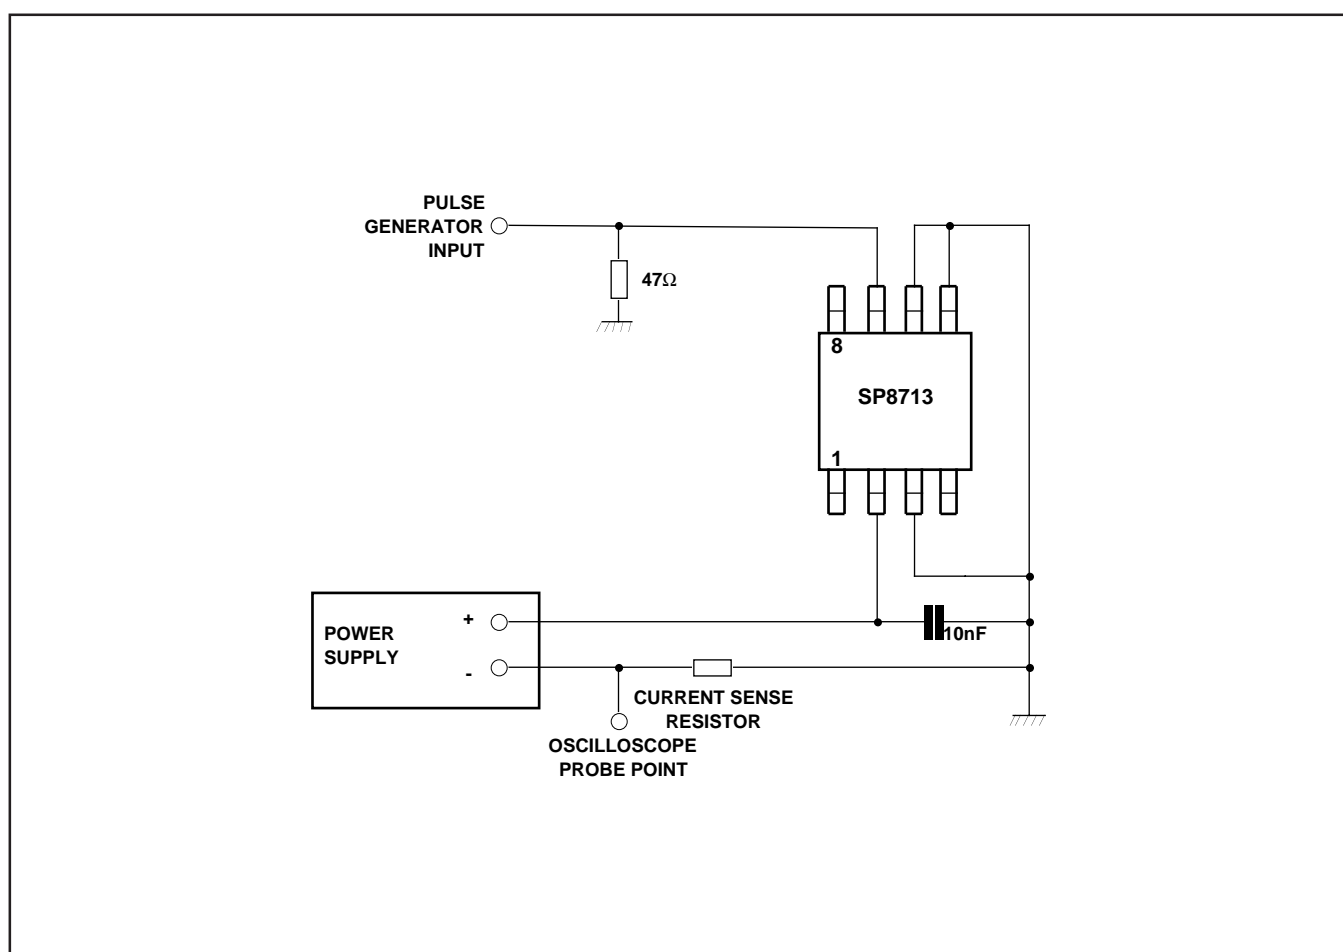 PULSE
GENERATOR
INPUT
47Ω
8
SP8713
1
POWER
SUPPLY
+
-
10nF
CURRENT SENSE
RESISTOR
OSCILLOSCOPE
PROBE POINT